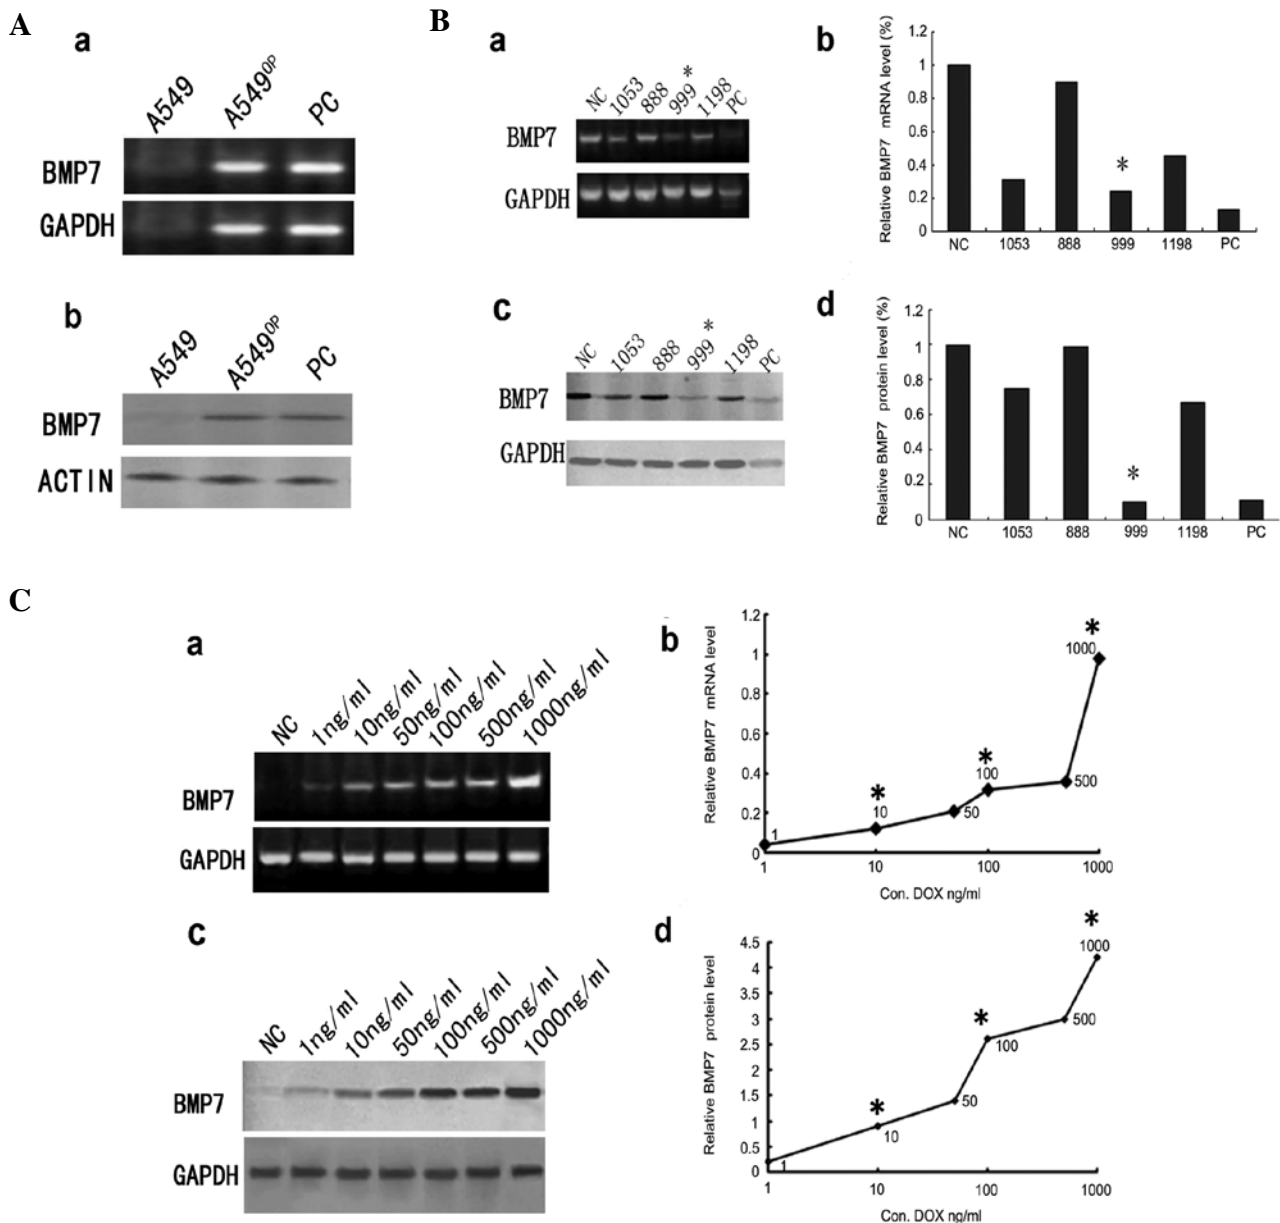 A
a
A549
A549OP
PC
BMP7
GAPDH
b
A549
A549OP
PC
BMP7
ACTIN
B
a
NC
1053
888
999*
1198
PC
BMP7
GAPDH
b
Relative BMP7 mRNA level (%)
1.2
1
0.8
0.6
0.4
0.2
0
*
NC 1053 888 999 1198 PC
c
NC
1053
888
999*
1198
PC
BMP7
GAPDH
d
Relative BMP7 protein level (%)
1.2
1
0.8
0.6
0.4
0.2
0
*
NC 1053 888 999 1198 PC
C
a
NC
1ng/ml
10ng/ml
50ng/ml
100ng/ml
500ng/ml
1000ng/ml
BMP7
GAPDH
b
Relative BMP7 mRNA level
1.2
1
0.8
0.6
0.4
0.2
0
1
*
10
50
*
100
500
*
1000
1 10 100 1000
Con. DOX ng/ml
c
NC
1ng/ml
10ng/ml
50ng/ml
100ng/ml
500ng/ml
1000ng/ml
BMP7
GAPDH
d
Relative BMP7 protein level
4.5
4
3.5
3
2.5
2
1.5
1
0.5
0
1
*
10
50
*
100
500
*
1000
1 10 100 1000
Con. DOX ng/ml